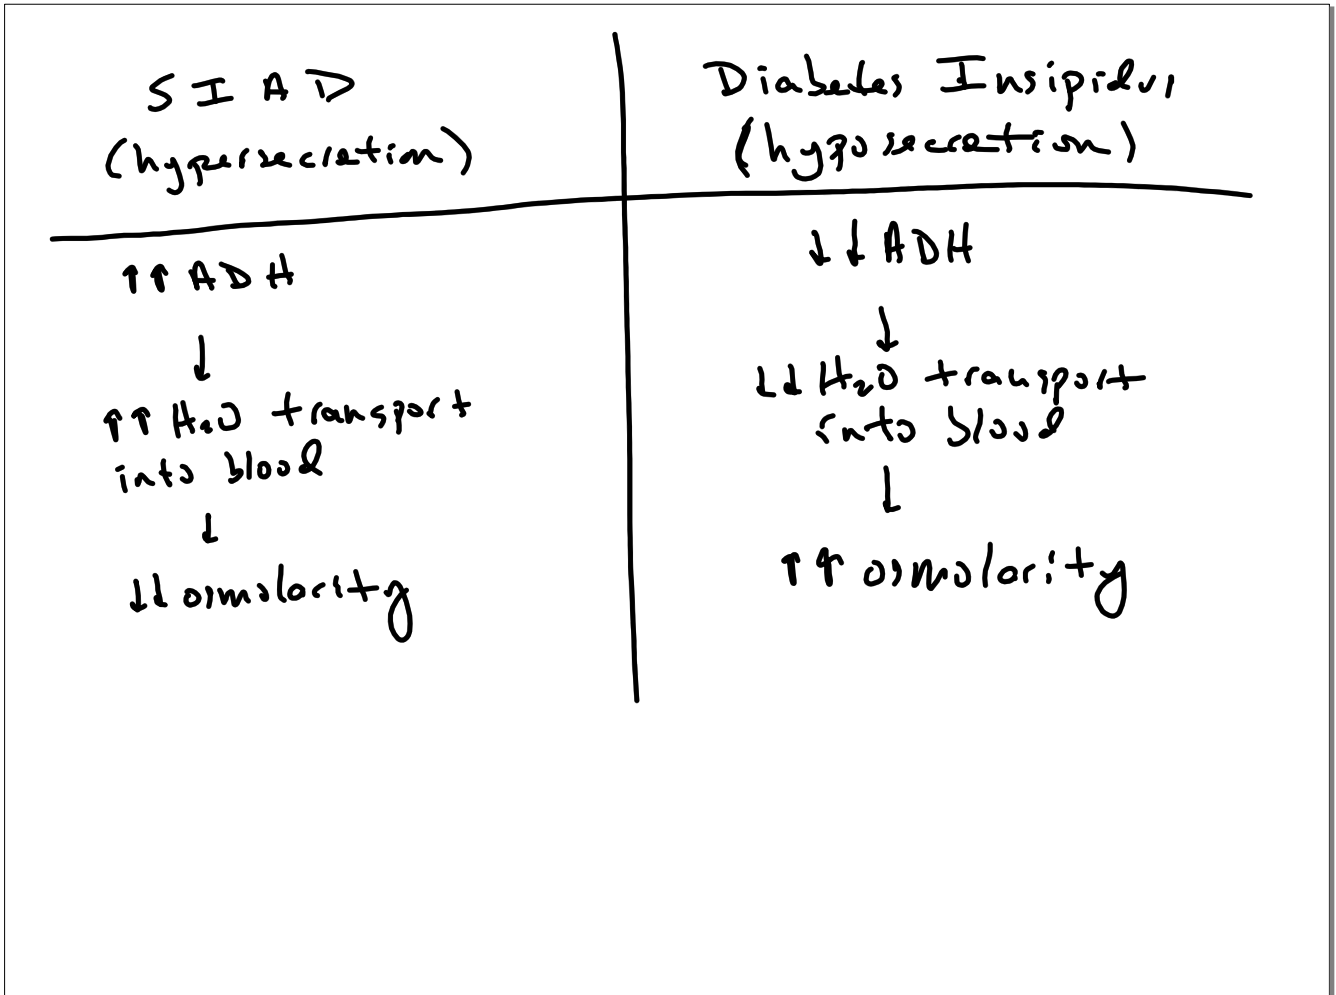 SIAD
(hypersecretion)
↑↑ ADH
↓
↑↑ H₂O transport
into blood
↓
↓↓ osmolarity
Diabetes Insipidus
(hyposecretion)
↓↓ ADH
↓
↓↓ H₂O transport
into blood
↓
↑↑ osmolarity